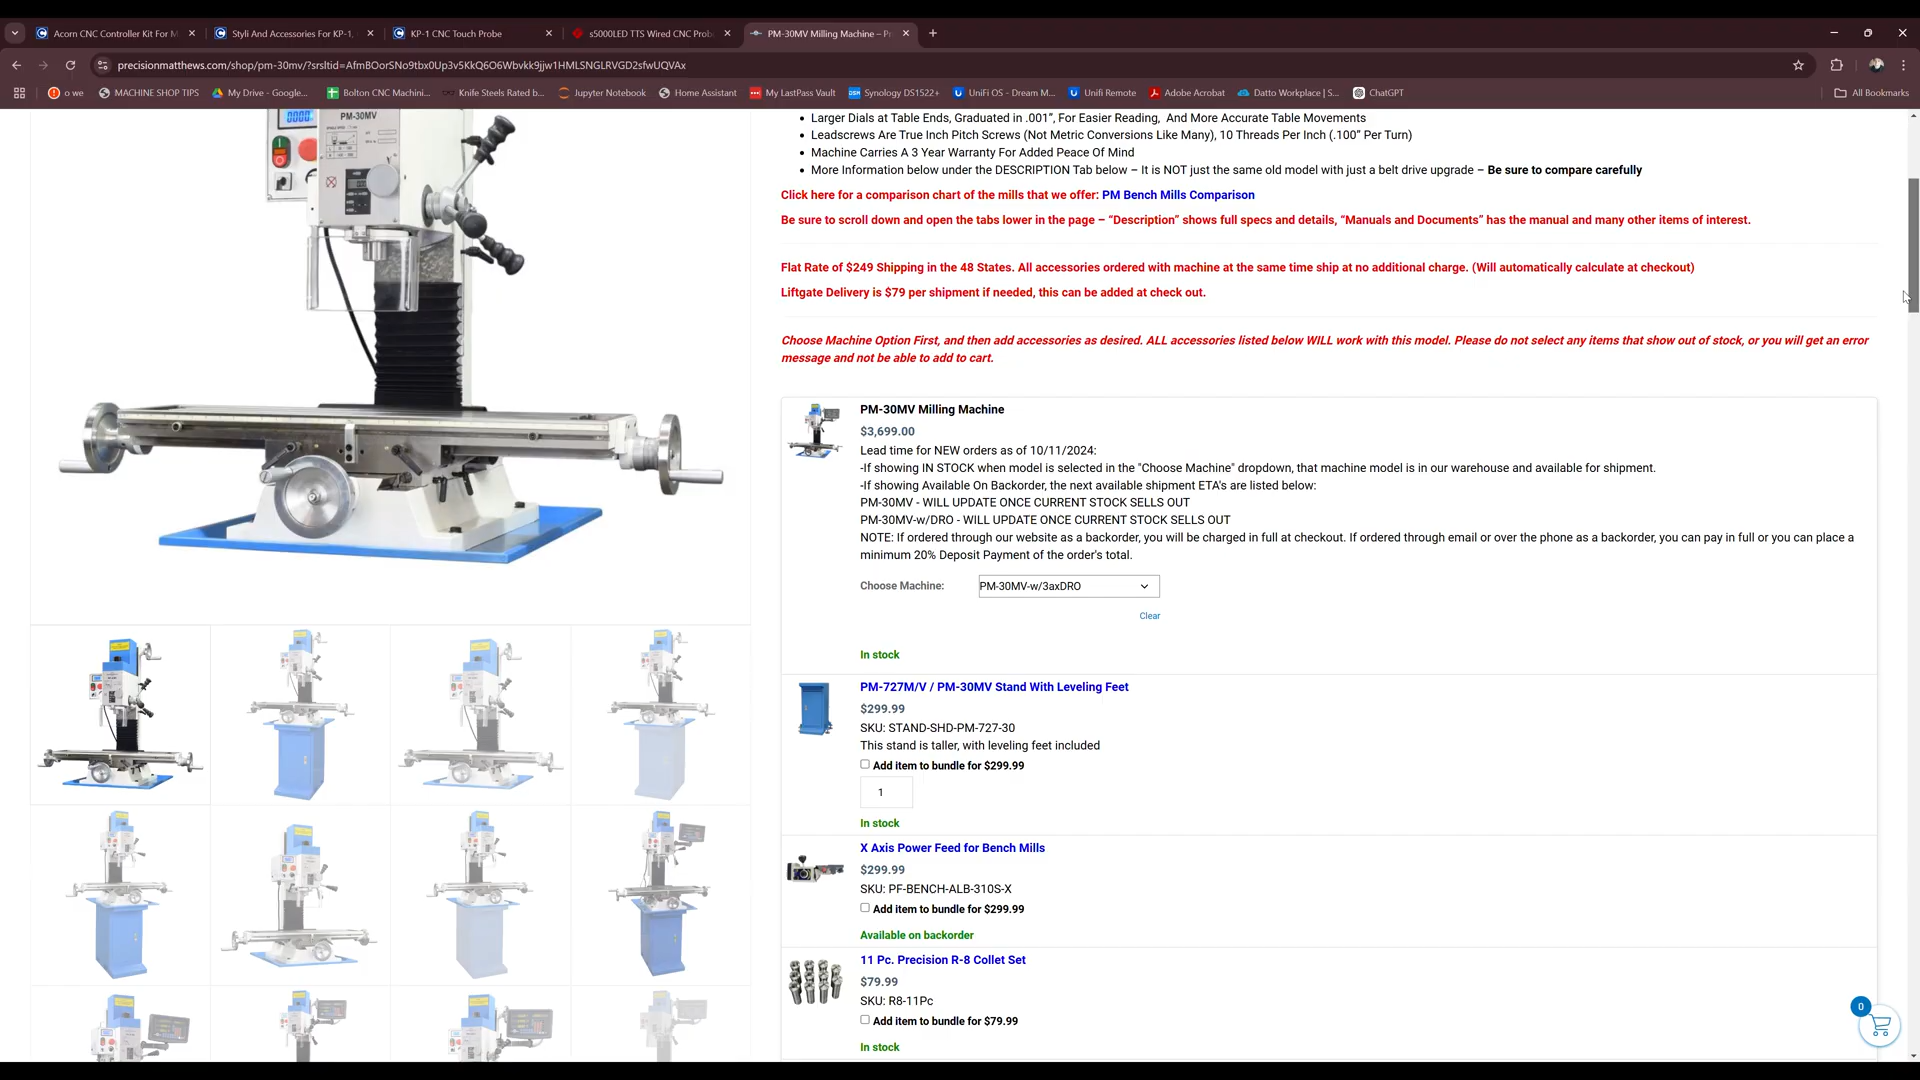 Acorn CNC Controller Kit For M
Styli And Accessories For KP-1,
KP-1 CNC Touch Probe
s5000LED TTS Wired CNC Prob
PM-30MV Milling Machine – Pr
precisionmatthews.com/shop/pm-30mv/?srsltid=AfmBOorSNo9tbx0Up3v5KkQ6O6Wbvkk9jjw1HMLSNGLRVGD2sfwUQVAx
o we
MACHINE SHOP TIPS
My Drive - Google...
Bolton CNC Machini...
Knife Steels Rated b...
Jupyter Notebook
Home Assistant
My LastPass Vault
Synology DS1522+
UniFi OS - Dream M...
Unifi Remote
Adobe Acrobat
Datto Workplace | S...
ChatGPT
All Bookmarks
PM-30MV
• Larger Dials at Table Ends, Graduated in .001”, For Easier Reading, And More Accurate Table Movements
• Leadscrews Are True Inch Pitch Screws (Not Metric Conversions Like Many), 10 Threads Per Inch (.100” Per Turn)
• Machine Carries A 3 Year Warranty For Added Peace Of Mind
• More Information below under the DESCRIPTION Tab below – It is NOT just the same old model with just a belt drive upgrade – Be sure to compare carefully
Click here for a comparison chart of the mills that we offer: PM Bench Mills Comparison
Be sure to scroll down and open the tabs lower in the page – “Description” shows full specs and details, “Manuals and Documents” has the manual and many other items of interest.
Flat Rate of $249 Shipping in the 48 States. All accessories ordered with machine at the same time ship at no additional charge. (Will automatically calculate at checkout)
Liftgate Delivery is $79 per shipment if needed, this can be added at check out.
Choose Machine Option First, and then add accessories as desired. ALL accessories listed below WILL work with this model. Please do not select any items that show out of stock, or you will get an error
message and not be able to add to cart.
PM-30MV Milling Machine
$3,699.00
Lead time for NEW orders as of 10/11/2024:
-If showing IN STOCK when model is selected in the "Choose Machine" dropdown, that machine model is in our warehouse and available for shipment.
-If showing Available On Backorder, the next available shipment ETA's are listed below:
PM-30MV - WILL UPDATE ONCE CURRENT STOCK SELLS OUT
PM-30MV-w/DRO - WILL UPDATE ONCE CURRENT STOCK SELLS OUT
NOTE: If ordered through our website as a backorder, you will be charged in full at checkout. If ordered through email or over the phone as a backorder, you can pay in full or you can place a
minimum 20% Deposit Payment of the order's total.
Choose Machine: PM-30MV-w/3axDRO
Clear
In stock
PM-727M/V / PM-30MV Stand With Leveling Feet
$299.99
SKU: STAND-SHD-PM-727-30
This stand is taller, with leveling feet included
Add item to bundle for $299.99
1
In stock
X Axis Power Feed for Bench Mills
$299.99
SKU: PF-BENCH-ALB-310S-X
Add item to bundle for $299.99
Available on backorder
11 Pc. Precision R-8 Collet Set
$79.99
SKU: R8-11Pc
Add item to bundle for $79.99
In stock
0